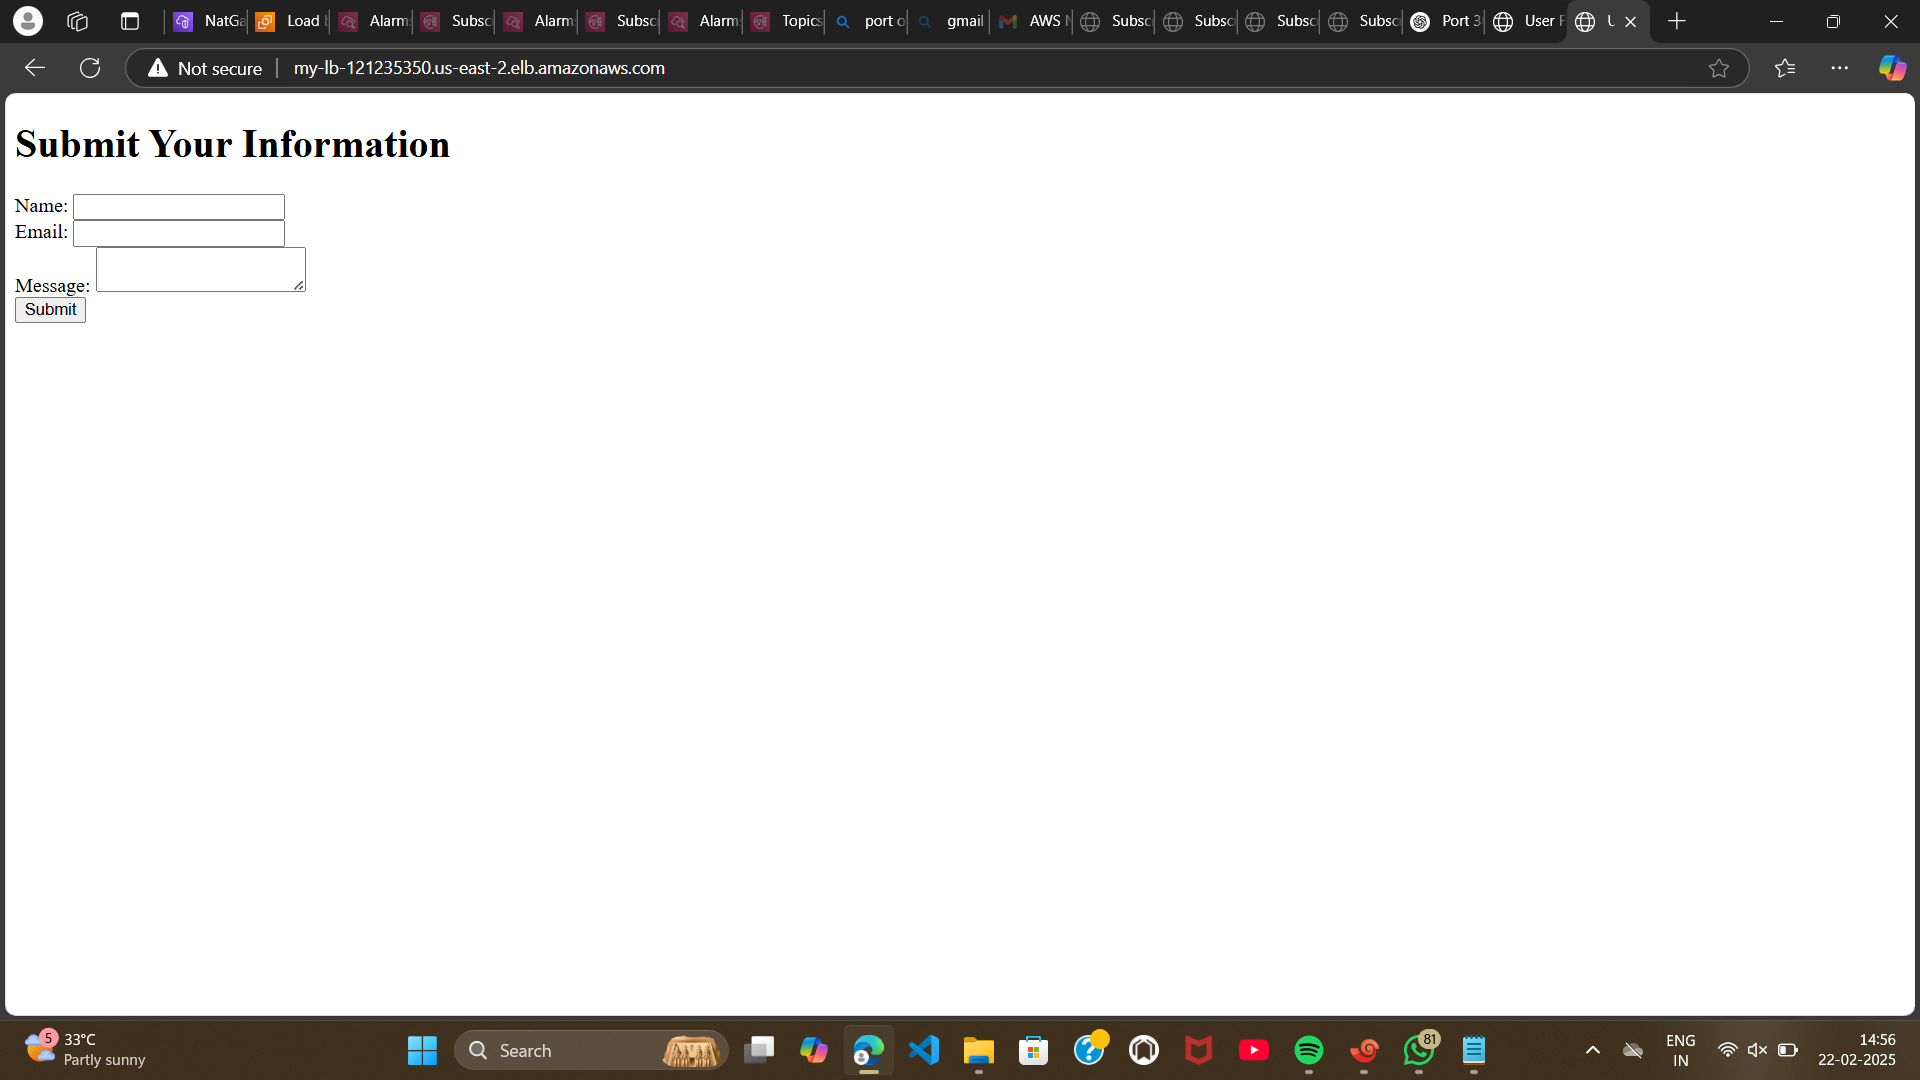 NatGa
Load b
Alarm
Subsc
Alarm
Subsc
Alarm
Topics
port o
gmail
AWS N
Subsc
Subsc
Subsc
Subsc
Port 3
User F
U
Not secure
my-lb-121235350.us-east-2.elb.amazonaws.com
Submit Your Information
Name:
Email:
Message:
Submit
5
33°C
Partly sunny
Search
81
ENG
IN
14:56
22-02-2025